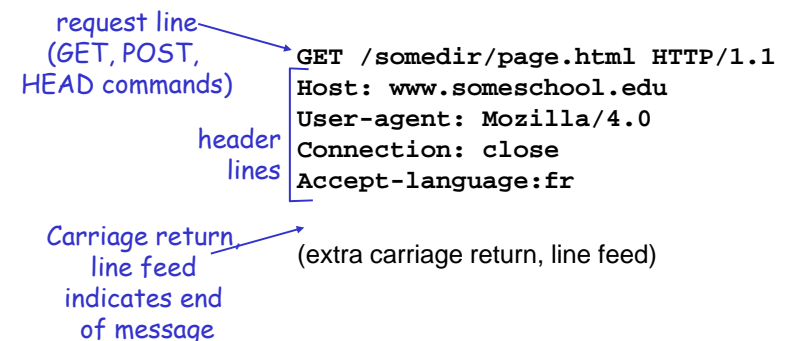 request line
(GET, POST,
HEAD commands)
GET /somedir/page.html HTTP/1.1
Host: www.someschool.edu
User-agent: Mozilla/4.0
Connection: close
Accept-language:fr
header
lines
Carriage return,
line feed
indicates end
of message
(extra carriage return, line feed)